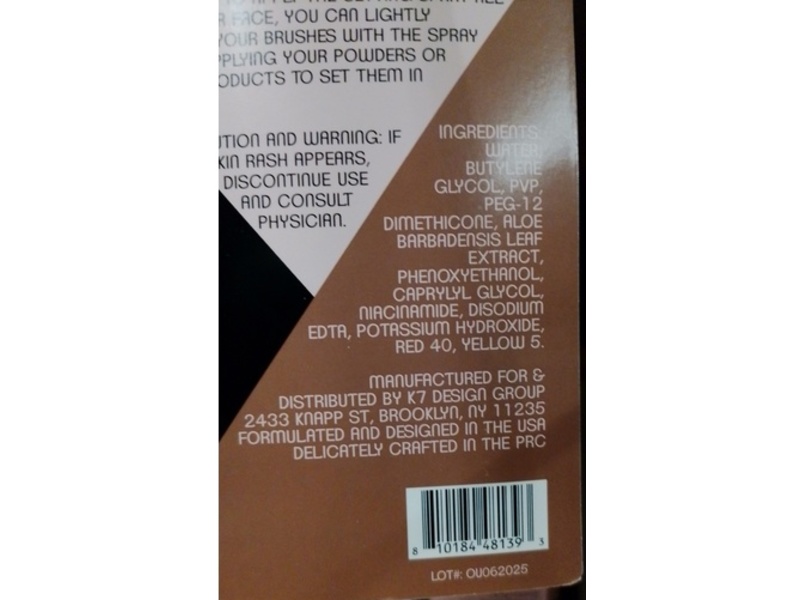 FACE, YOU CAN LIGHTLY
YOUR BRUSHES WITH THE SPRAY
PPLYING YOUR POWDERS OR
ODUCTS TO SET THEM IN
UTION AND WARNING: IF
KIN RASH APPEARS,
DISCONTINUE USE
AND CONSULT
PHYSICIAN.
INGREDIENTS:
WATER,
BUTYLENE
GLYCOL, PVP,
PEG-12
DIMETHICONE, ALOE
BARBADENSIS LEAF
EXTRACT,
PHENOXYETHANOL,
CAPRYLYL GLYCOL,
NIACINAMIDE, DISODIUM
EDTA, POTASSIUM HYDROXIDE,
RED 40, YELLOW 5.
MANUFACTURED FOR &
DISTRIBUTED BY K7 DESIGN GROUP
2433 KNAPP ST, BROOKLYN, NY 11235
FORMULATED AND DESIGNED IN THE USA
DELICATELY CRAFTED IN THE PRC
8 10184 48139 3
LOT#: OU062025